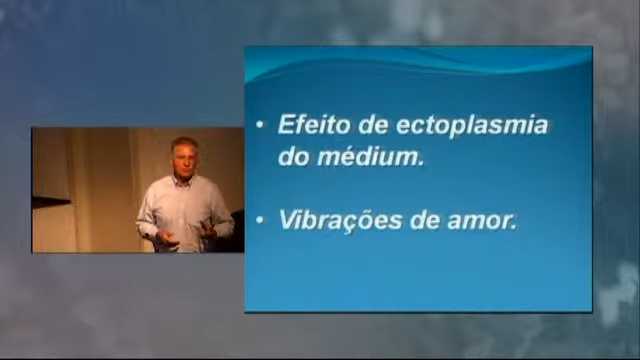 • Efeito de ectoplasmia
do médium.
• Vibrações de amor.